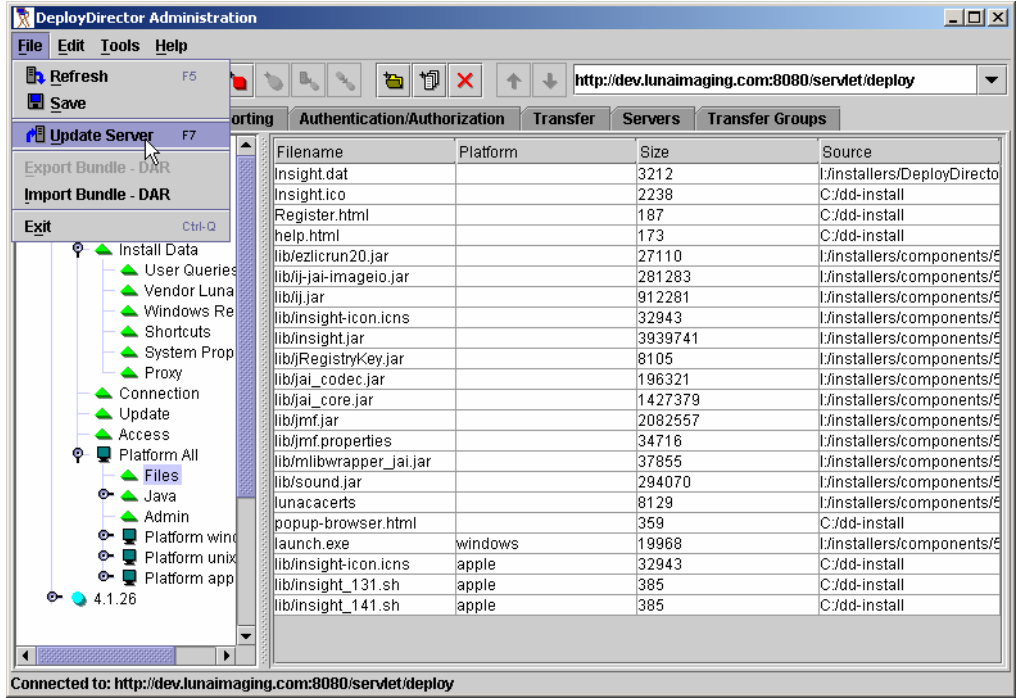 DeployDirector Administration
File Edit Tools Help
Refresh F5
Save
Update Server F7
Export Bundle - DAR
Import Bundle - DAR
Exit Ctrl-Q
http://dev.lunaimaging.com:8080/servlet/deploy
orting Authentication/Authorization Transfer Servers Transfer Groups
Install Data
User Queries
Vendor Luna
Windows Re
Shortcuts
System Prop
Proxy
Connection
Update
Access
Platform All
Files
Java
Admin
Platform wind
Platform unix
Platform app
4.1.26
Filename Platform Size Source
Insight.dat 3212 I:/installers/DeployDirecto
Insight.ico 2238 C:/dd-install
Register.html 187 C:/dd-install
help.html 173 C:/dd-install
lib/ezlicrun20.jar 27110 I:/installers/components/5
lib/ij-jai-imageio.jar 281283 I:/installers/components/5
lib/ij.jar 912281 I:/installers/components/5
lib/insight-icon.icns 32943 I:/installers/components/5
lib/insight.jar 3939741 I:/installers/components/5
lib/jRegistryKey.jar 8105 I:/installers/components/5
lib/jai_codec.jar 196321 I:/installers/components/5
lib/jai_core.jar 1427379 I:/installers/components/5
lib/jmf.jar 2082557 I:/installers/components/5
lib/jmf.properties 34716 I:/installers/components/5
lib/mlibwrapper_jai.jar 37855 I:/installers/components/5
lib/sound.jar 294070 I:/installers/components/5
lunacacerts 8129 I:/installers/components/5
popup-browser.html 359 C:/dd-install
launch.exe windows 19968 I:/installers/components/5
lib/insight-icon.icns apple 32943 C:/dd-install
lib/insight_131.sh apple 385 C:/dd-install
lib/insight_141.sh apple 385 C:/dd-install
Connected to: http://dev.lunaimaging.com:8080/servlet/deploy